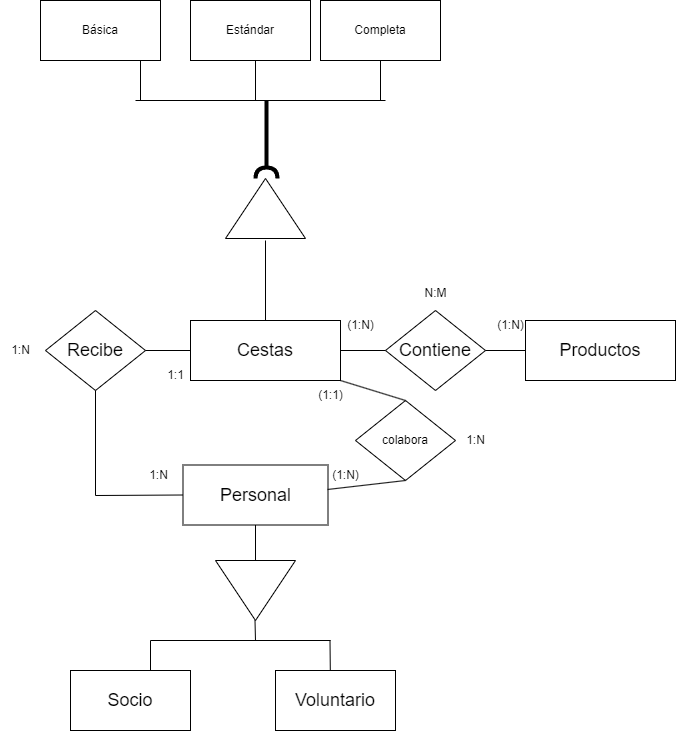 Básica
Estándar
Completa
N:M
1:N
Recibe
Cestas
(1:N)
Contiene
(1:N)
Productos
1:1
(1:1)
colabora
1:N
1:N
(1:N)
Personal
Socio
Voluntario